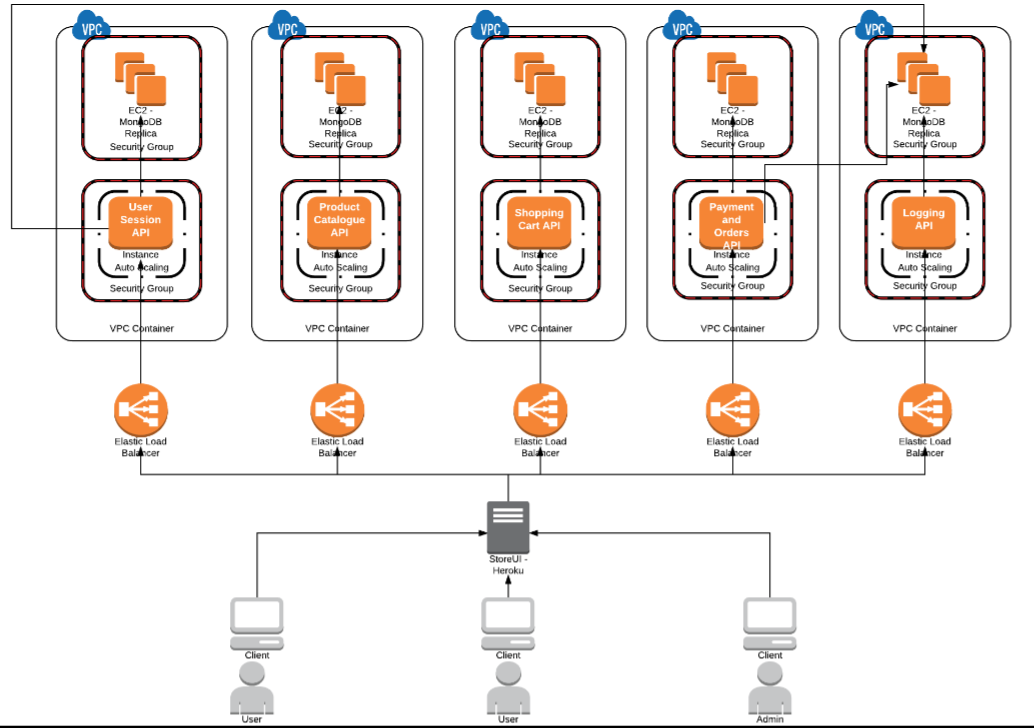 VPC
VPC
VPC
VPC
VPC
EC2 -
MongoDB
Replica
Security Group
EC2 -
MongoDB
Replica
Security Group
EC2 -
MongoDB
Replica
Security Group
EC2 -
MongoDB
Replica
Security Group
EC2 -
MongoDB
Replica
Security Group
User
Session
API
Instance
Auto Scaling
Security Group
VPC Container
Product
Catalogue
API
Instance
Auto Scaling
Security Group
VPC Container
Shopping
Cart API
Instance
Auto Scaling
Security Group
VPC Container
Payment
and
Orders
API
Instance
Auto Scaling
Security Group
VPC Container
Logging
API
Instance
Auto Scaling
Security Group
VPC Container
Elastic Load
Balancer
Elastic Load
Balancer
Elastic Load
Balancer
Elastic Load
Balancer
Elastic Load
Balancer
StoreUI -
Heroku
Client
Client
Client
User
User
Admin